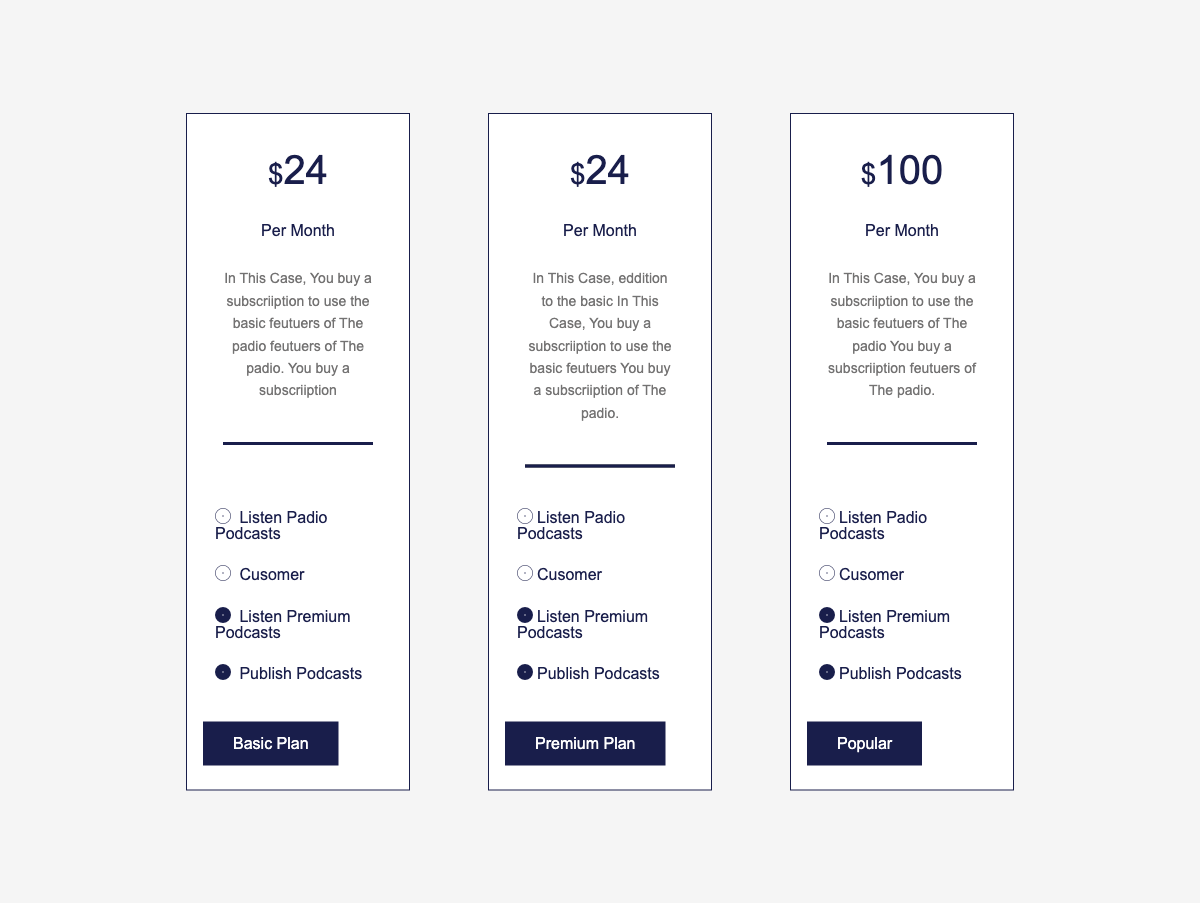 $24
Per Month
In This Case, You buy a
subscriiption to use the
basic feutuers of The
padio feutuers of The
padio. You buy a
subscriiption
Listen Padio
Podcasts
Cusomer
Listen Premium
Podcasts
Publish Podcasts
Basic Plan
$24
Per Month
In This Case, eddition
to the basic In This
Case, You buy a
subscriiption to use the
basic feutuers You buy
a subscriiption of The
padio.
Listen Padio
Podcasts
Cusomer
Listen Premium
Podcasts
Publish Podcasts
Premium Plan
$100
Per Month
In This Case, You buy a
subscriiption to use the
basic feutuers of The
padio You buy a
subscriiption feutuers of
The padio.
Listen Padio
Podcasts
Cusomer
Listen Premium
Podcasts
Publish Podcasts
Popular